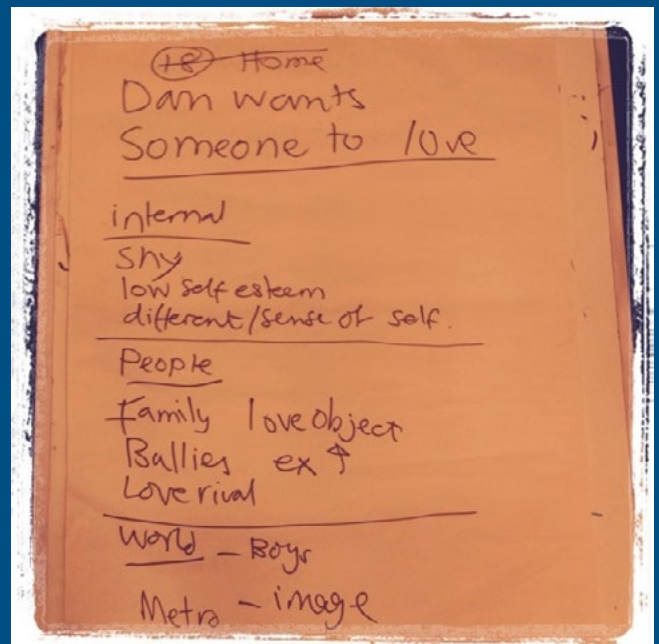 18 Home
Dan wants
Someone to love
internal
Shy
low self esteem
different/sense of self.
People
Family love object
Bullies ex ↑
Love rival
World - Boys
Metro - image